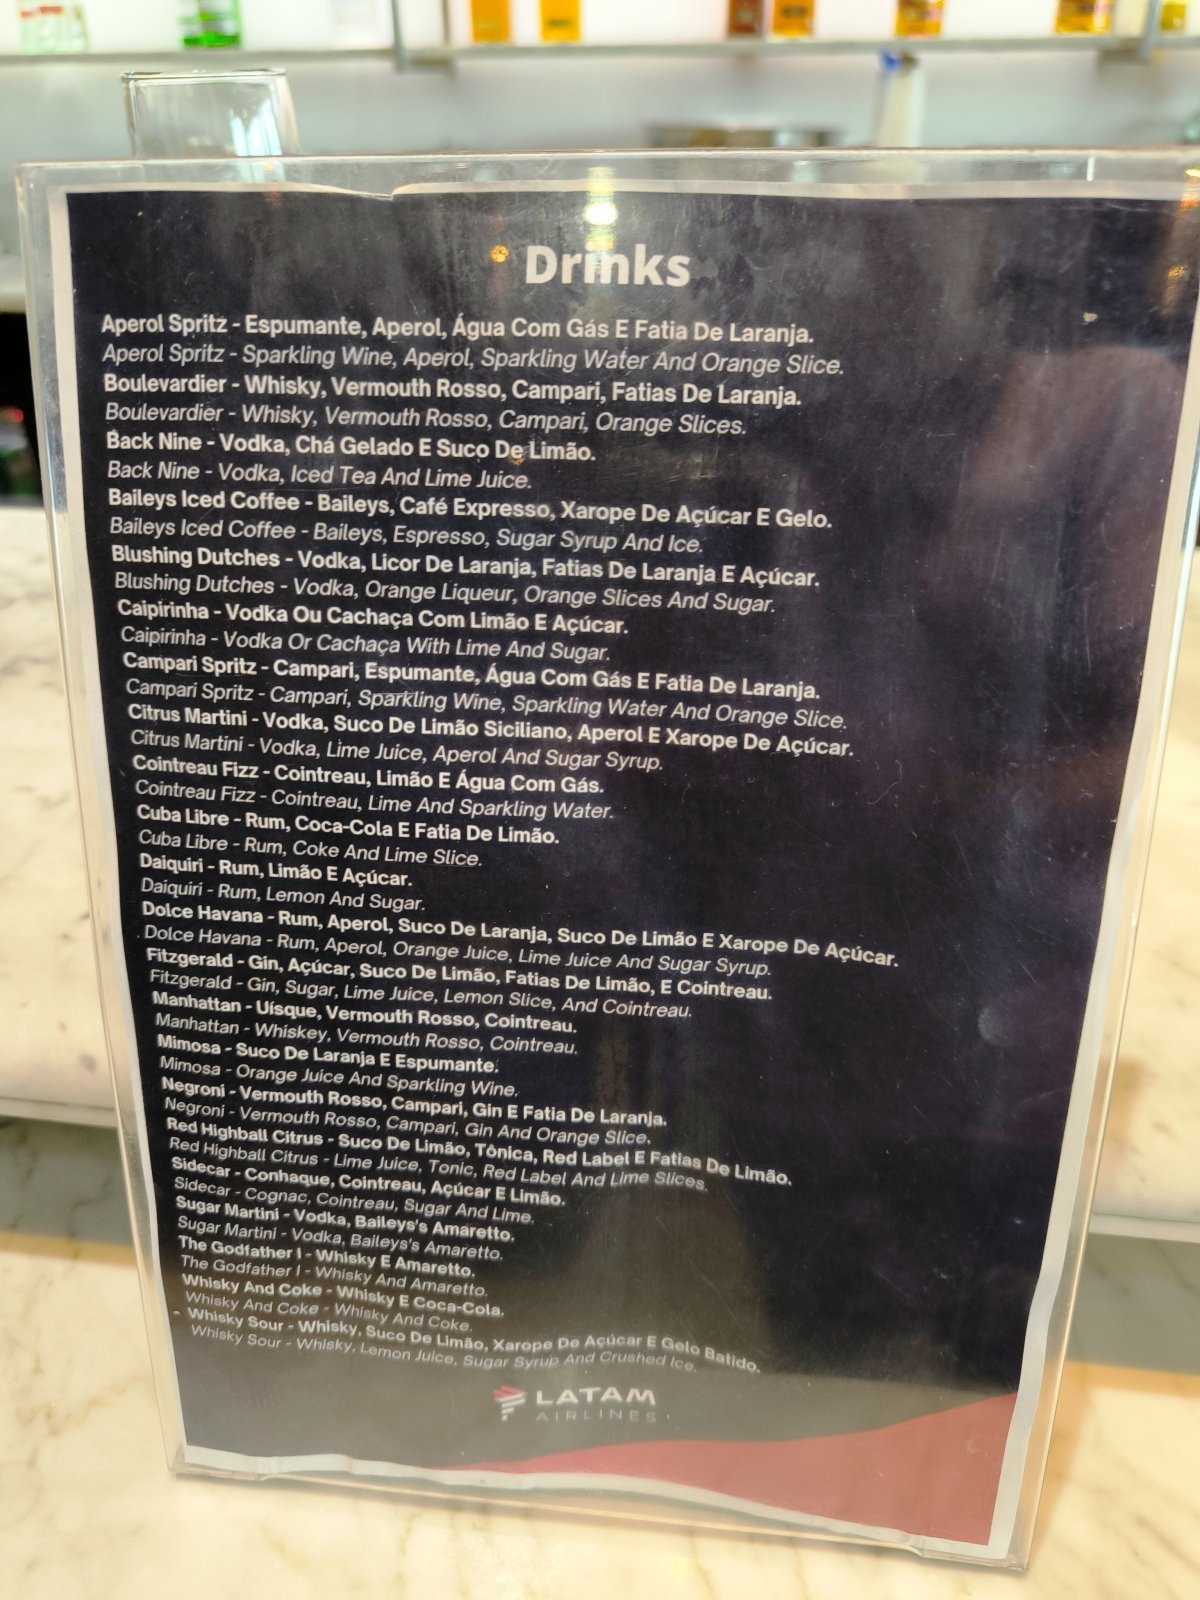 Drinks
Aperol Spritz - Espumante, Aperol, Água Com Gás E Fatia De Laranja.
Aperol Spritz - Sparkling Wine, Aperol, Sparkling Water And Orange Slice.
Boulevardier - Whisky, Vermouth Rosso, Campari, Fatias De Laranja.
Boulevardier - Whisky, Vermouth Rosso, Campari, Orange Slices.
Back Nine - Vodka, Chá Gelado E Suco De Limão.
Back Nine - Vodka, Iced Tea And Lime Juice.
Baileys Iced Coffee - Baileys, Café Expresso, Xarope De Açúcar E Gelo.
Baileys Iced Coffee - Baileys, Espresso, Sugar Syrup And Ice.
Blushing Dutches - Vodka, Licor De Laranja, Fatias De Laranja E Açúcar.
Blushing Dutches - Vodka, Orange Liqueur, Orange Slices And Sugar.
Caipirinha - Vodka Ou Cachaça Com Limão E Açúcar.
Caipirinha - Vodka Or Cachaça With Lime And Sugar.
Campari Spritz - Campari, Espumante, Água Com Gás E Fatia De Laranja.
Campari Spritz - Campari, Sparkling Wine, Sparkling Water And Orange Slice.
Citrus Martini - Vodka, Suco De Limão Siciliano, Aperol E Xarope De Açúcar.
Citrus Martini - Vodka, Lime Juice, Aperol And Sugar Syrup.
Cointreau Fizz - Cointreau, Limão E Água Com Gás.
Cointreau Fizz - Cointreau, Lime And Sparkling Water.
Cuba Libre - Rum, Coca-Cola E Fatia De Limão.
Cuba Libre - Rum, Coke And Lime Slice.
Daiquiri - Rum, Limão E Açúcar.
Daiquiri - Rum, Lemon And Sugar.
Dolce Havana - Rum, Aperol, Suco De Laranja, Suco De Limão E Xarope De Açúcar.
Dolce Havana - Rum, Aperol, Orange Juice, Lime Juice And Sugar Syrup.
Fitzgerald - Gin, Açúcar, Suco De Limão, Fatias De Limão, E Cointreau.
Fitzgerald - Gin, Sugar, Lime Juice, Lemon Slice, And Cointreau.
Manhattan - Uísque, Vermouth Rosso, Cointreau.
Manhattan - Whiskey, Vermouth Rosso, Cointreau.
Mimosa - Suco De Laranja E Espumante.
Mimosa - Orange Juice And Sparkling Wine.
Negroni - Vermouth Rosso, Campari, Gin E Fatia De Laranja.
Negroni - Vermouth Rosso, Campari, Gin And Orange Slice.
Red Highball Citrus - Suco De Limão, Tônica, Red Label E Fatias De Limão.
Red Highball Citrus - Lime Juice, Tonic, Red Label And Lime Slices.
Sidecar - Conhaque, Cointreau, Açúcar E Limão.
Sidecar - Cognac, Cointreau, Sugar And Lime.
Sugar Martini - Vodka, Baileys's Amaretto.
Sugar Martini - Vodka, Baileys's Amaretto.
The Godfather I - Whisky E Amaretto.
The Godfather I - Whisky And Amaretto.
Whisky And Coke - Whisky E Coca-Cola.
Whisky And Coke - Whisky And Coke.
Whisky Sour - Whisky, Suco De Limão, Xarope De Açúcar E Gelo Batido.
Whisky Sour - Whisky, Lemon Juice, Sugar Syrup And Crushed Ice.
LATAM
AIRLINES